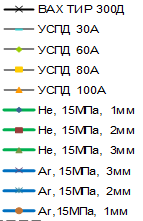 ВАХ ТИР 300Д
УСПД 30А
УСПД 60А
УСПД 80А
УСПД 100А
He, 15МПа, 1мм
He, 15МПа, 2мм
He, 15МПа, 3мм
Ar,15МПа, 3мм
Ar,15МПа, 2мм
Ar,15МПа, 1мм